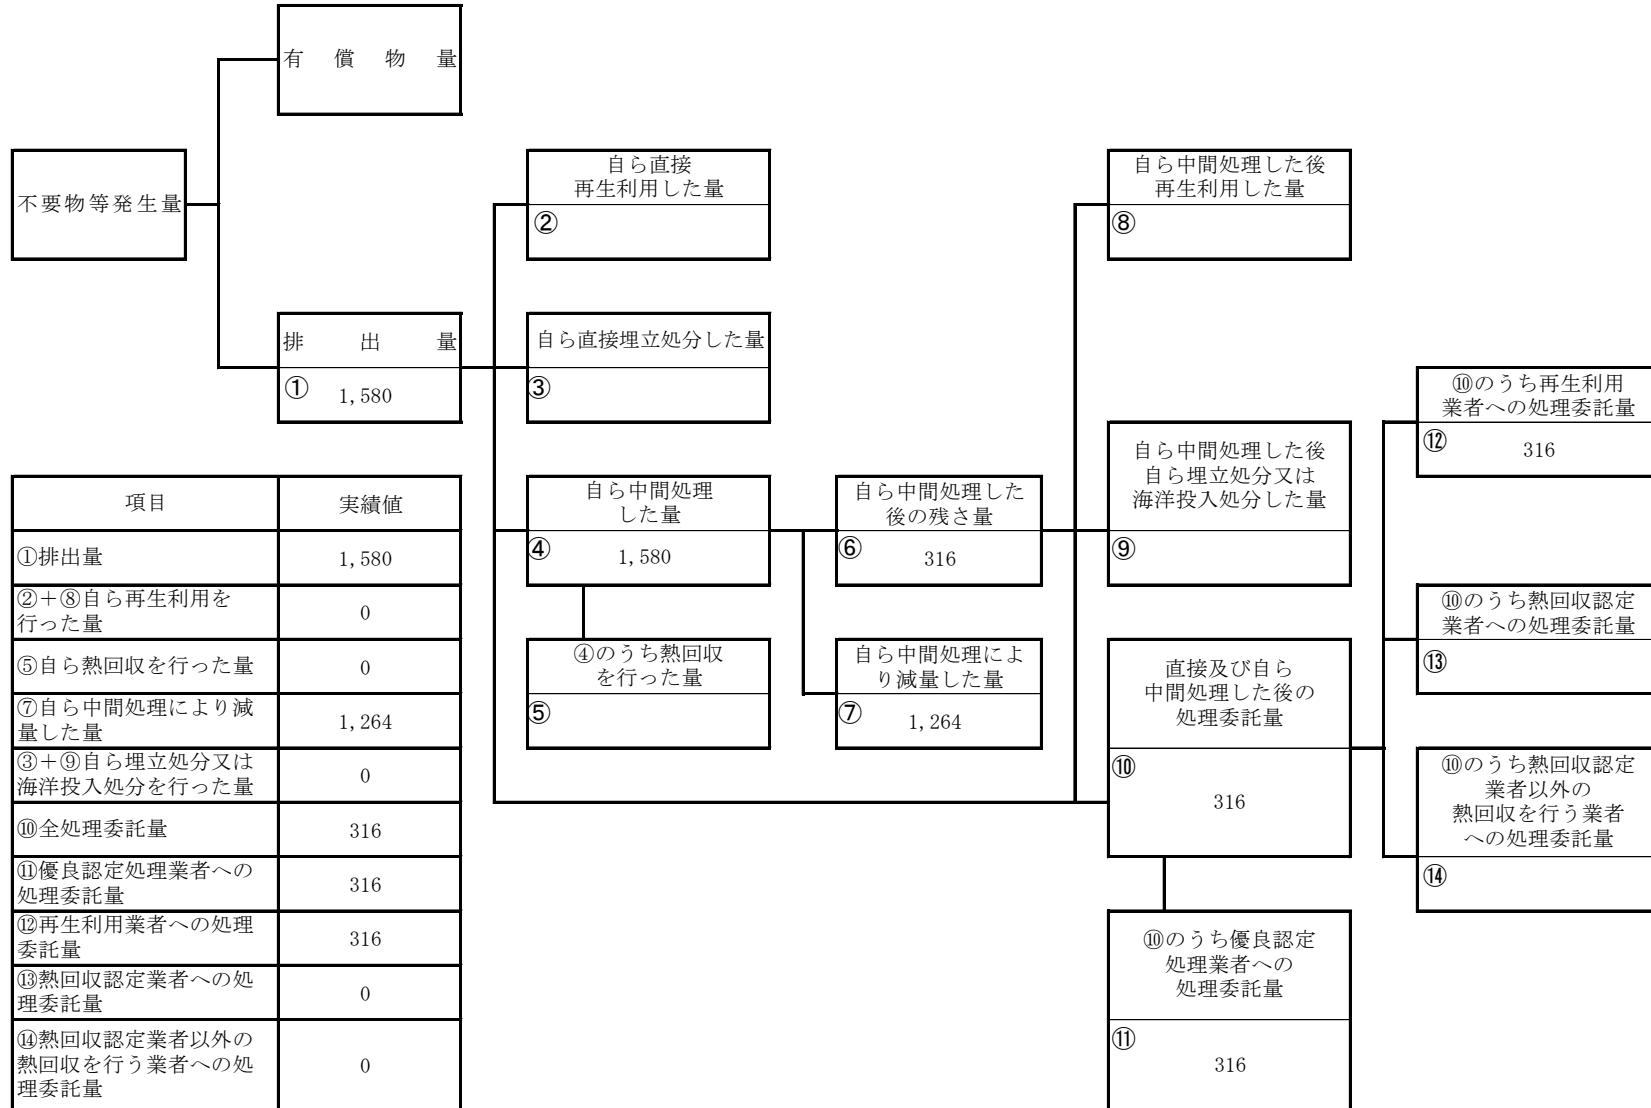 有償物量
不要物等発生量
排出量
①
1,580
自ら直接
再生利用した量
②
自ら直接埋立処分した量
③
自ら中間処理
した量
④
1,580
④のうち熱回収
を行った量
⑤
自ら中間処理した
後の残さ量
⑥
316
自ら中間処理によ
り減量した量
⑦
1,264
自ら中間処理した後
再生利用した量
⑧
自ら中間処理した後
自ら埋立処分又は
海洋投入処分した量
⑨
直接及び自ら
中間処理した後の
処理委託量
⑩
316
⑩のうち優良認定
処理業者への
処理委託量
⑪
316
⑩のうち再生利用
業者への処理委託量
⑫
316
⑩のうち熱回収認定
業者への処理委託量
⑬
⑩のうち熱回収認定
業者以外の
熱回収を行う業者
への処理委託量
⑭
項目 実績値
①排出量 1,580
②＋⑧自ら再生利用を
行った量 0
⑤自ら熱回収を行った量 0
⑦自ら中間処理により減
量した量 1,264
③＋⑨自ら埋立処分又は
海洋投入処分を行った量 0
⑩全処理委託量 316
⑪優良認定処理業者への
処理委託量 316
⑫再生利用業者への処理
委託量 316
⑬熱回収認定業者への処
理委託量 0
⑭熱回収認定業者以外の
熱回収を行う業者への処
理委託量 0